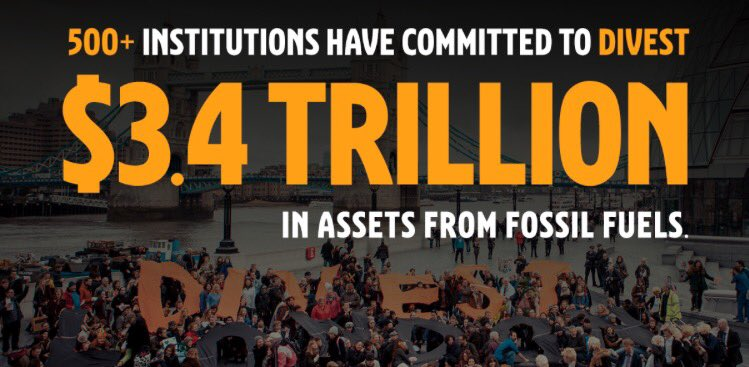 500+ INSTITUTIONS HAVE COMMITTED TO DIVEST
$3.4 TRILLION
IN ASSETS FROM FOSSIL FUELS.
DIVEST